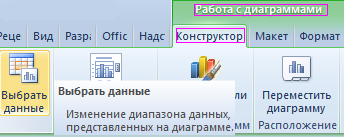 Работа с диаграммами
Реце Вид Разра Offic Надс Конструктор Макет Формат
Выбрать данные
Выбрать данные
Изменение диапазона данных, представленных на диаграмме.
Переместить диаграмму
Расположение